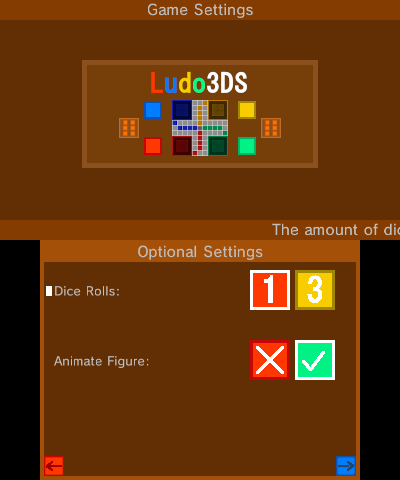 Game Settings
Ludo3DS
The amount of dic
Optional Settings
Dice Rolls:
1 3
Animate Figure: